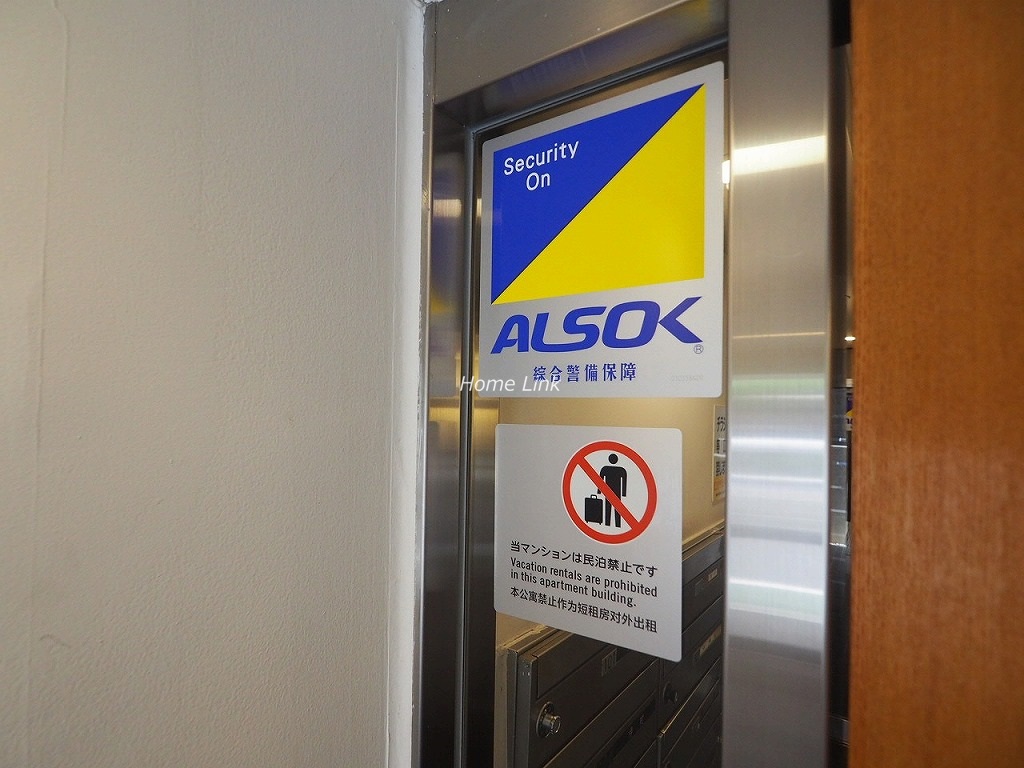 Security
On
ALSOK
®
綜合警備保障
Home Link
当マンションは民泊禁止です
Vacation rentals are prohibited
in this apartment building.
本公寓禁止作为短租房对外出租